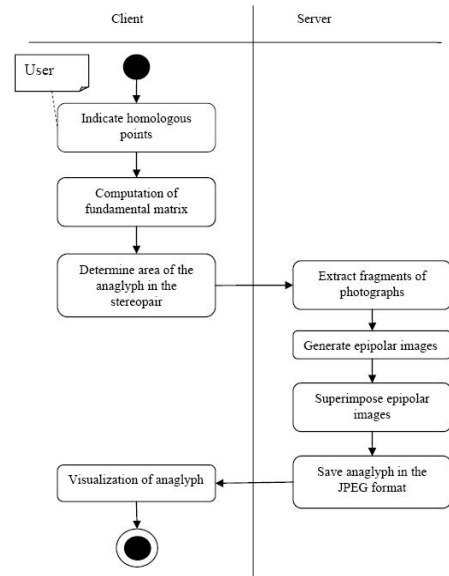 Client
Server
User
Indicate homologous
points
Computation of
fundamental matrix
Determine area of the
anaglyph in the
stereopair
Extract fragments of
photographs
Generate epipolar images
Superimpose epipolar
images
Save anaglyph in the
JPEG format
Visualization of anaglyph